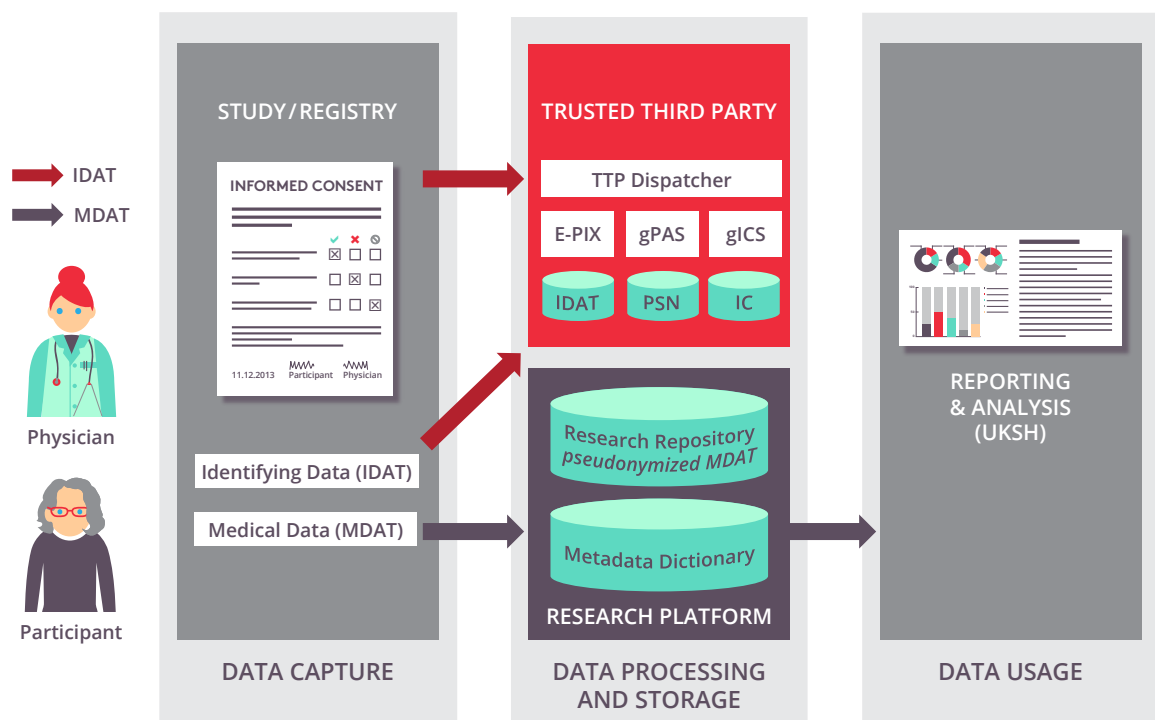 IDAT
MDAT
Physician
Participant
STUDY/REGISTRY
INFORMED CONSENT
11.12.2013 Participant Physician
Identifying Data (IDAT)
Medical Data (MDAT)
DATA CAPTURE
TRUSTED THIRD PARTY
TTP Dispatcher
E-PIX gPAS gICS
IDAT PSN IC
Research Repository
pseudonymized MDAT
Metadata Dictionary
RESEARCH PLATFORM
DATA PROCESSING
AND STORAGE
REPORTING
& ANALYSIS
(UKSH)
DATA USAGE